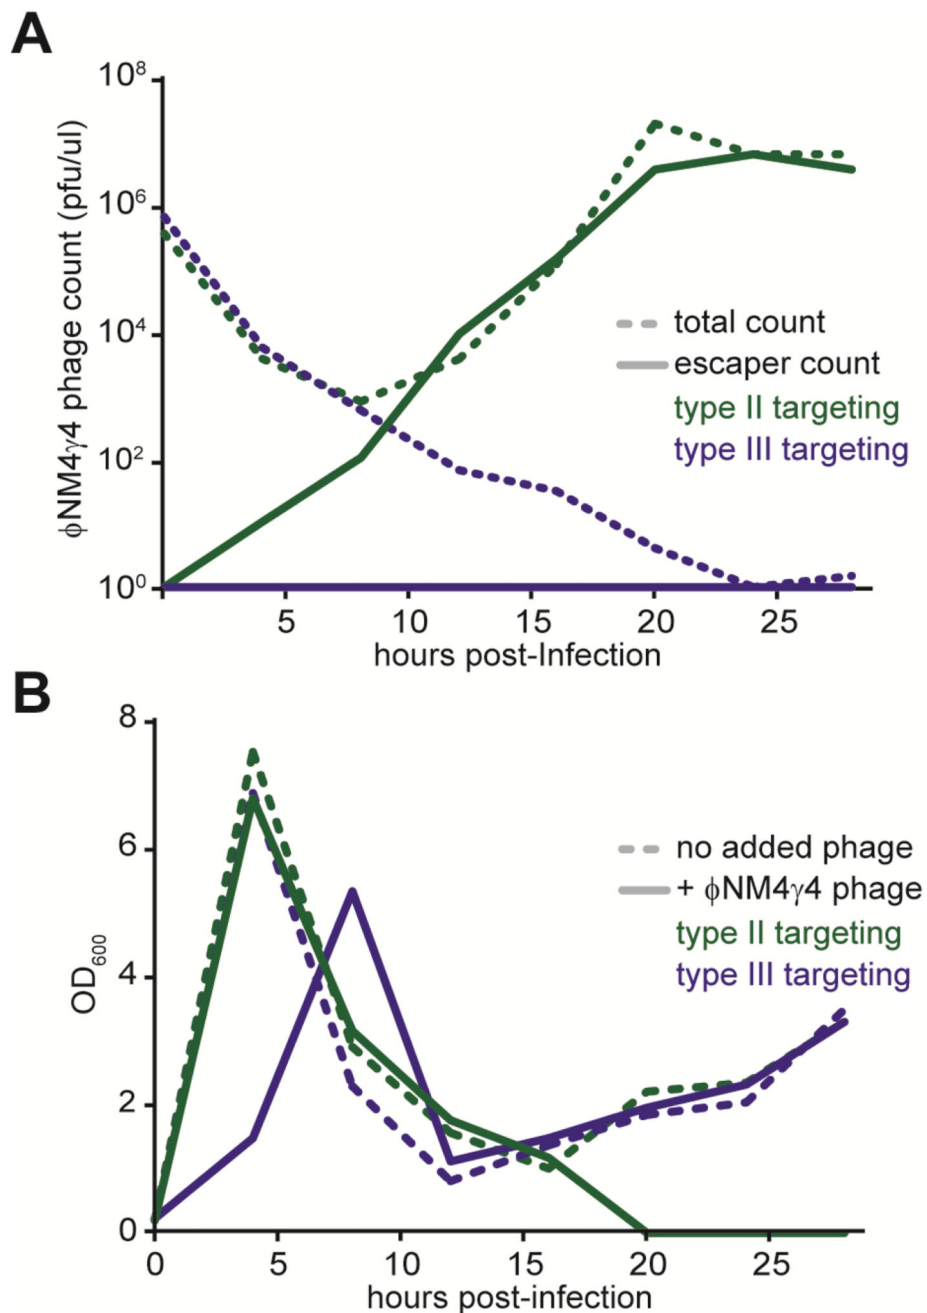 A
ϕNM4γ4 phage count (pfu/ul)
10⁸
10⁶
10⁴
10²
10⁰
total count
escaper count
type II targeting
type III targeting
5
10
15
20
25
hours post-Infection
B
OD₆₀₀
8
6
4
2
0
no added phage
+ ϕNM4γ4 phage
type II targeting
type III targeting
0
5
10
15
20
25
hours post-infection